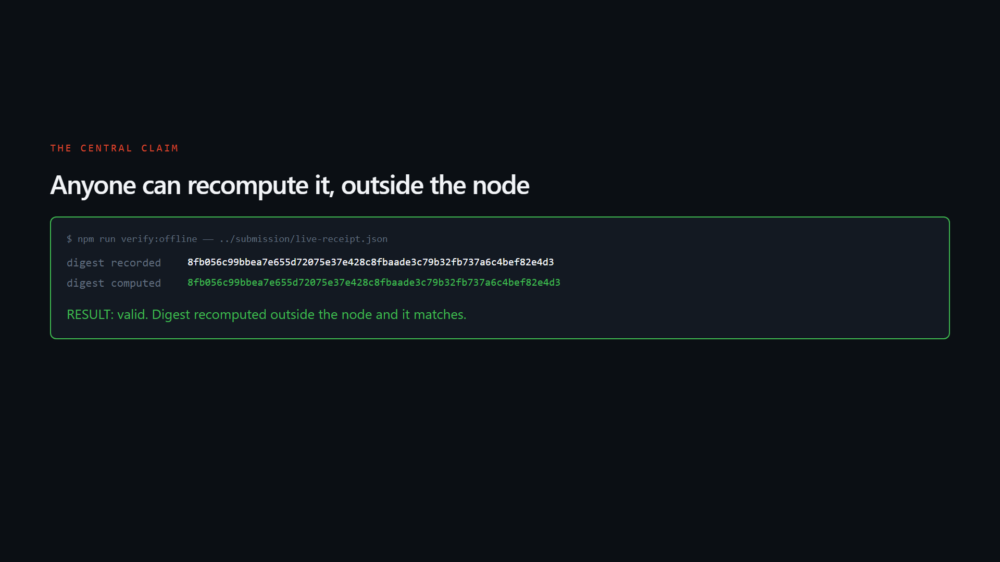 THE CENTRAL CLAIM
Anyone can recompute it, outside the node
$ npm run verify:offline —— ../submission/live-receipt.json
digest recorded 8fb056c99bbea7e655d72075e37e428c8fbaade3c79b32fb737a6c4bef82e4d3
digest computed 8fb056c99bbea7e655d72075e37e428c8fbaade3c79b32fb737a6c4bef82e4d3
RESULT: valid. Digest recomputed outside the node and it matches.